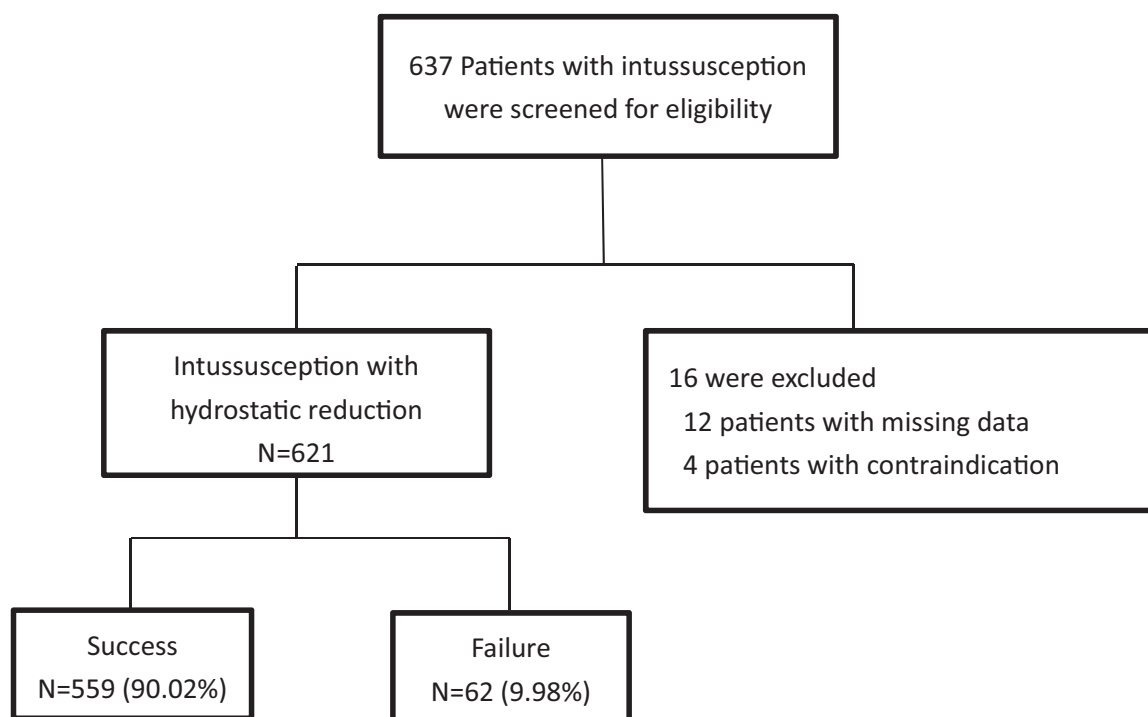 637 Patients with intussusception
were screened for eligibility
Intussusception with
hydrostatic reduction
N=621
16 were excluded
12 patients with missing data
4 patients with contraindication
Success
N=559 (90.02%)
Failure
N=62 (9.98%)